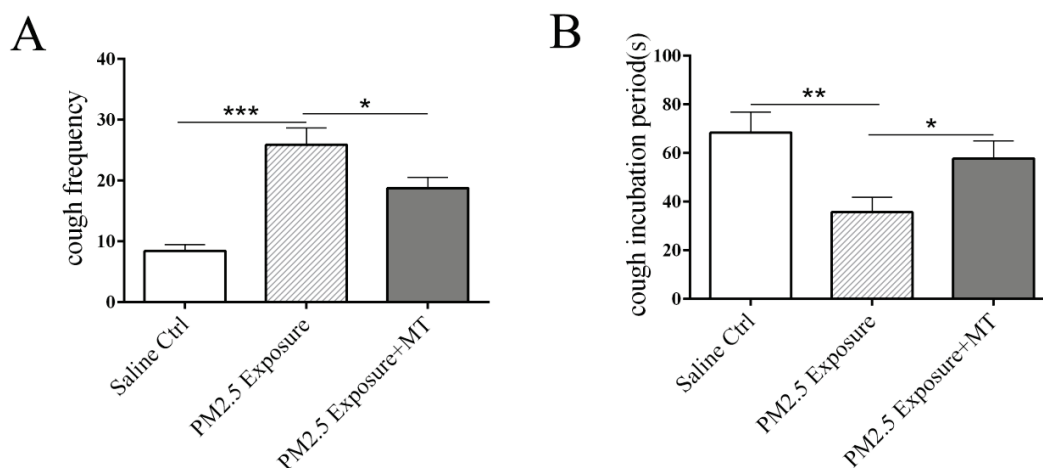 A
cough frequency
40
30
20
10
0
***
*
Saline Ctrl
PM2.5 Exposure
PM2.5 Exposure+MT
B
cough incubation period(s)
100
80
60
40
20
0
**
*
Saline Ctrl
PM2.5 Exposure
PM2.5 Exposure+MT